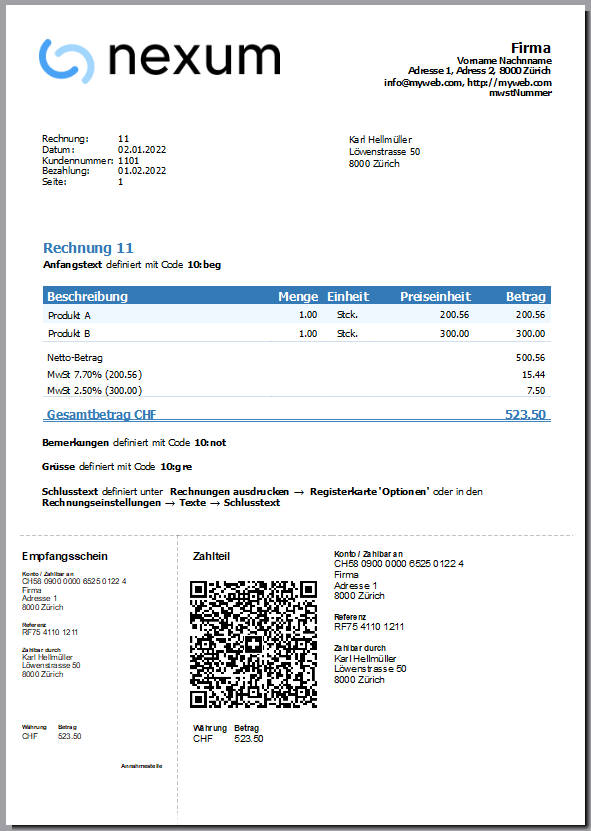 nexum
Firma
Vorname Nachnname
Adresse 1, Adress 2, 8000 Zürich
info@myweb.com, http://myweb.com
mwstNummer
Rechnung: 11
Datum: 02.01.2022
Kundennummer: 1101
Bezahlung: 01.02.2022
Seite: 1
Karl Hellmüller
Löwenstrasse 50
8000 Zürich
Rechnung 11
Anfangstext definiert mit Code 10:beg
Beschreibung Menge Einheit Preiseinheit Betrag
Produkt A 1.00 Stck. 200.56 200.56
Produkt B 1.00 Stck. 300.00 300.00
Netto-Betrag 500.56
MwSt 7.70% (200.56) 15.44
MwSt 2.50% (300.00) 7.50
Gesamtbetrag CHF 523.50
Bemerkungen definiert mit Code 10:not
Grüsse definiert mit Code 10:gre
Schlusstext definiert unter Rechnungen ausdrucken → Registerkarte 'Optionen' oder in den
Rechnungseinstellungen → Texte → Schlusstext
Empfangsschein
Konto / Zahlbar an
CH58 0900 0000 6525 0122 4
Firma
Adresse 1
8000 Zürich
Referenz
RF75 4110 1211
Zahlbar durch
Karl Hellmüller
Löwenstrasse 50
8000 Zürich
Währung Betrag
CHF 523.50
Annahmestelle
Zahlteil
Währung Betrag
CHF 523.50
Konto / Zahlbar an
CH58 0900 0000 6525 0122 4
Firma
Adresse 1
8000 Zürich
Referenz
RF75 4110 1211
Zahlbar durch
Karl Hellmüller
Löwenstrasse 50
8000 Zürich